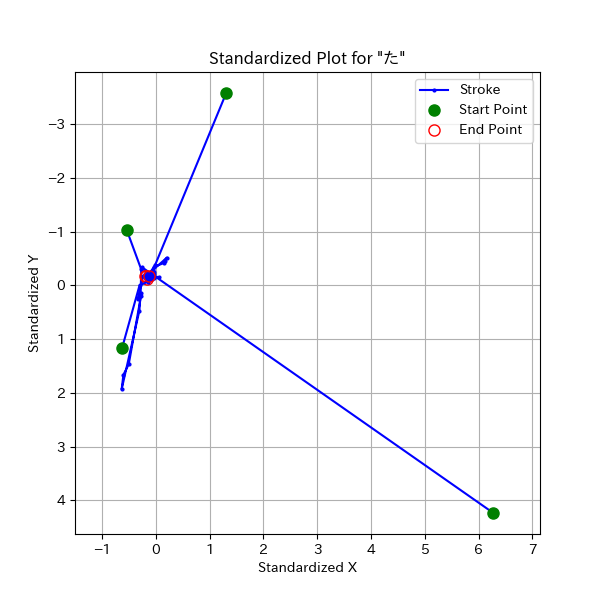 Standardized Plot for "た"
Stroke
Start Point
End Point
−3
−2
−1
0
1
2
3
4
Standardized Y
−1 0 1 2 3 4 5 6 7
Standardized X